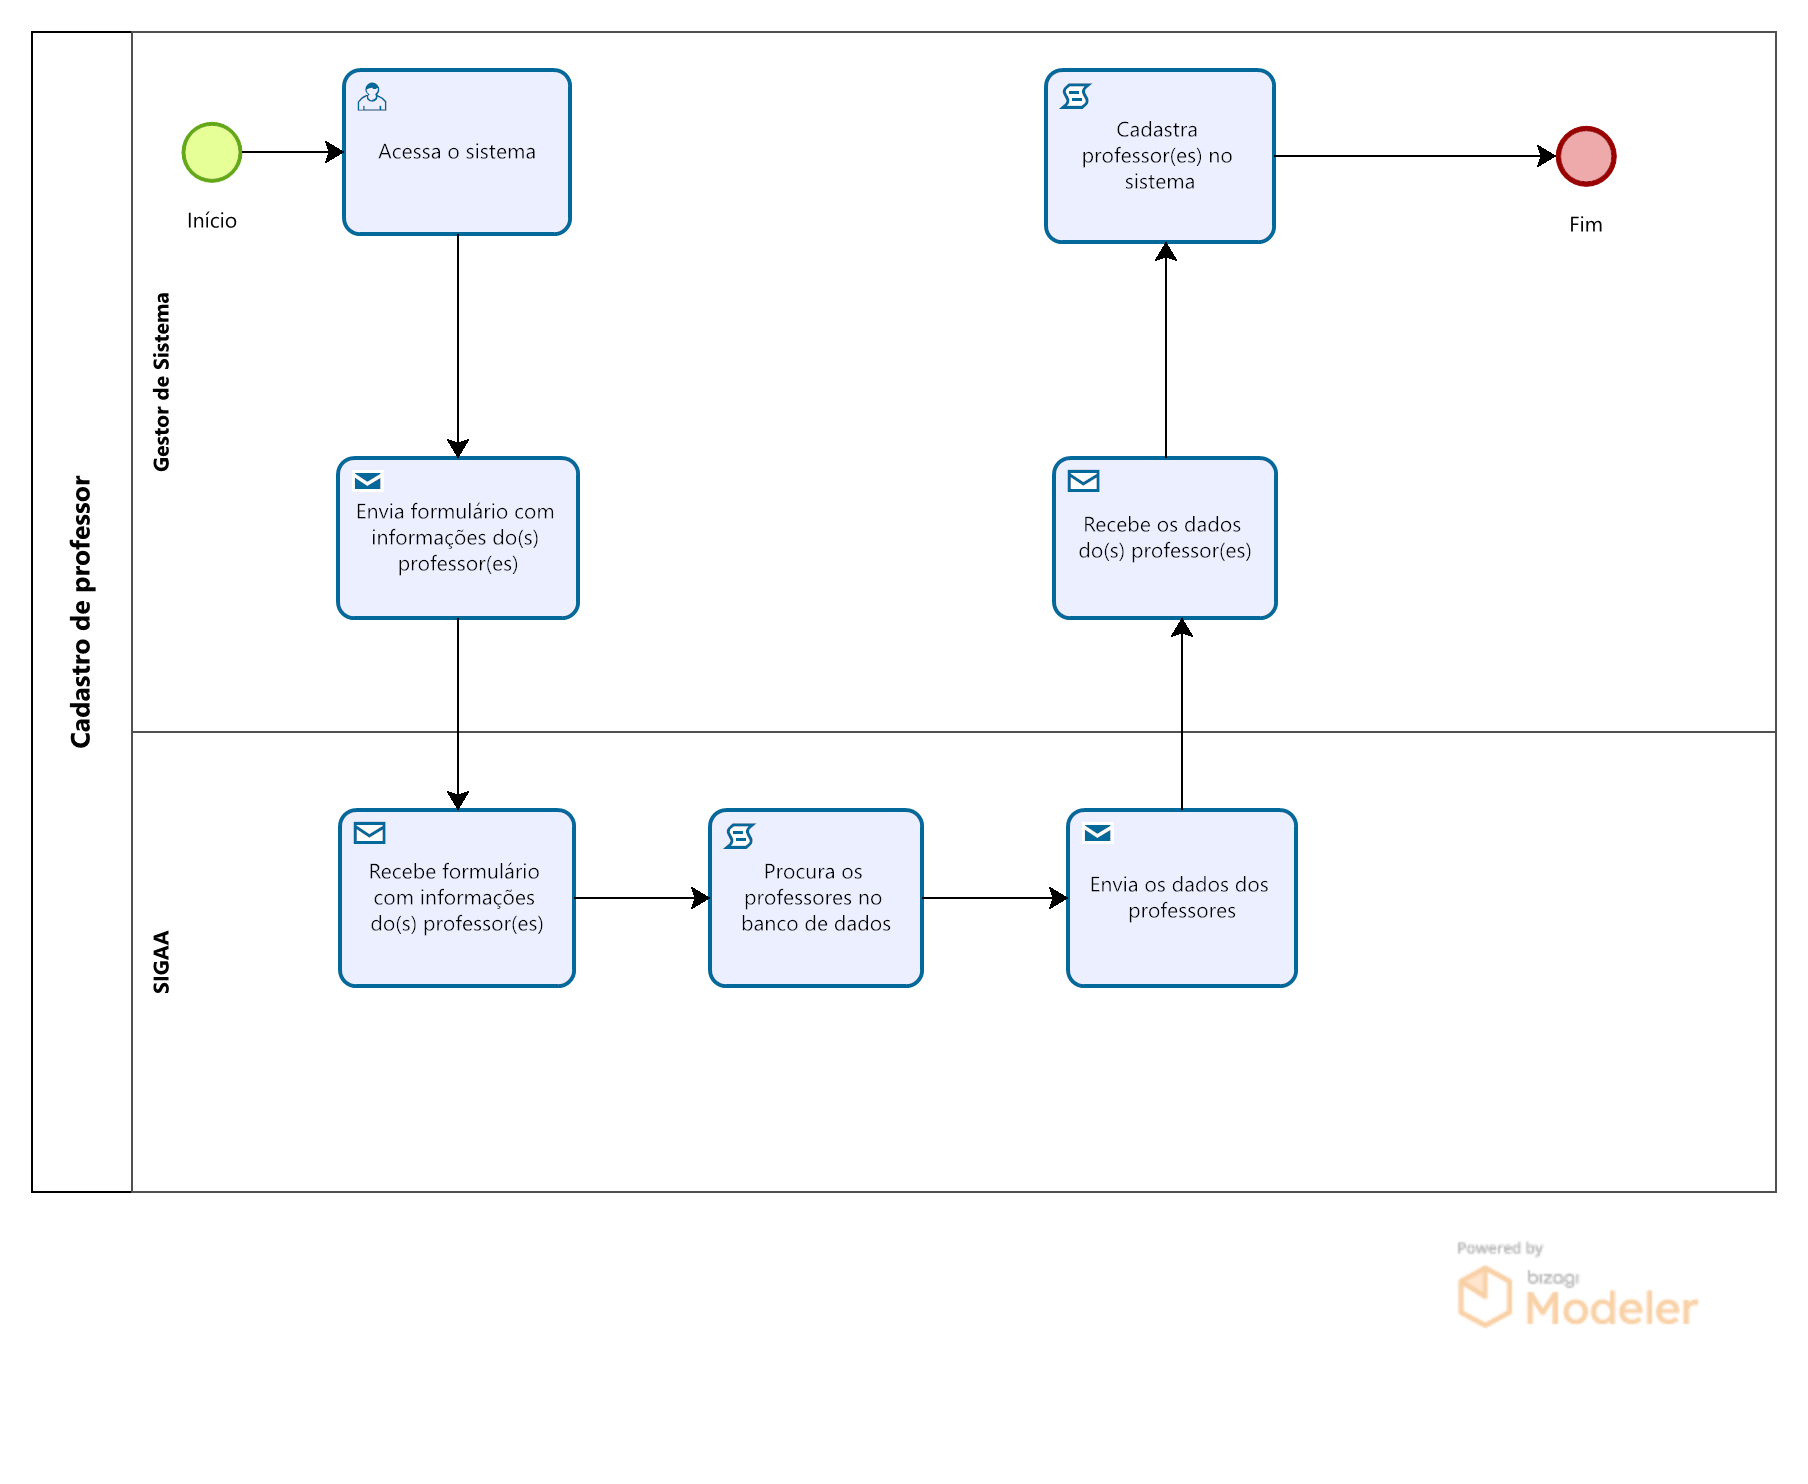 Cadastro de professor
Gestor de Sistema
Início
Acessa o sistema
Envia formulário com
informações do(s)
professor(es)
Cadastra
professor(es) no
sistema
Fim
Recebe os dados
do(s) professor(es)
SIGAA
Recebe formulário
com informações
do(s) professor(es)
Procura os
professores no
banco de dados
Envia os dados dos
professores
Powered by
bizagi
Modeler